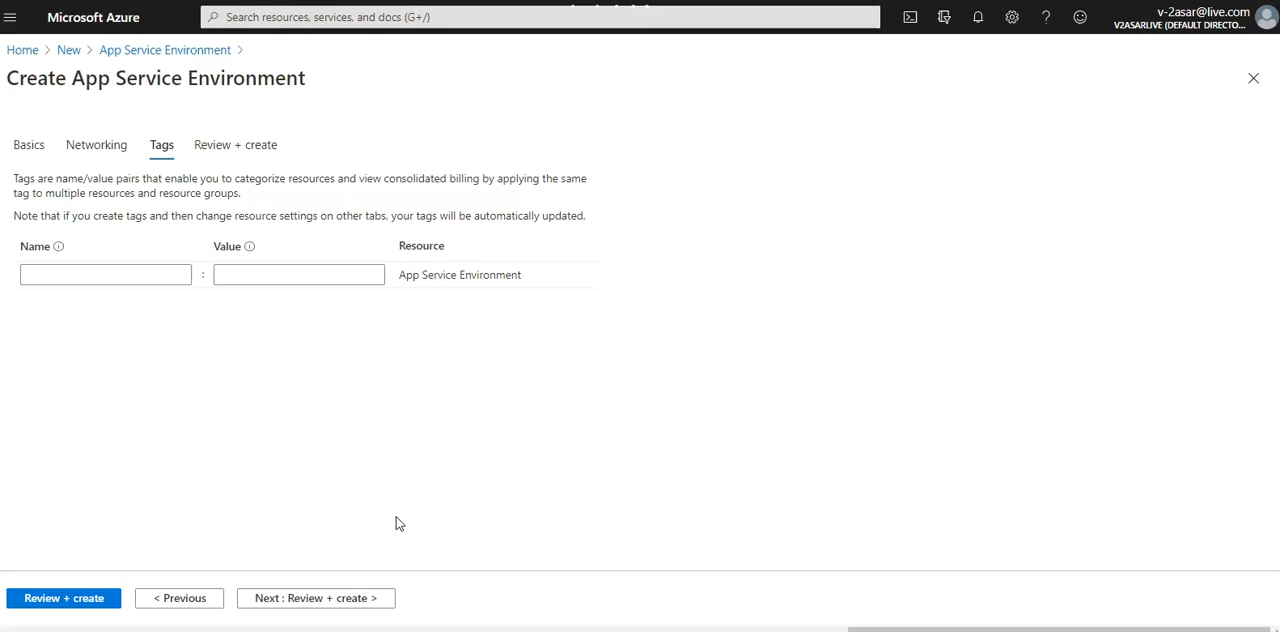 Microsoft Azure
Search resources, services, and docs (G+/)
v-2asar@live.com
V2ASARLIVE (DEFAULT DIRECTO...
Home > New > App Service Environment >
Create App Service Environment
Basics Networking Tags Review + create
Tags are name/value pairs that enable you to categorize resources and view consolidated billing by applying the same
tag to multiple resources and resource groups.
Note that if you create tags and then change resource settings on other tabs, your tags will be automatically updated.
Name Value Resource
: App Service Environment
Review + create < Previous Next : Review + create >